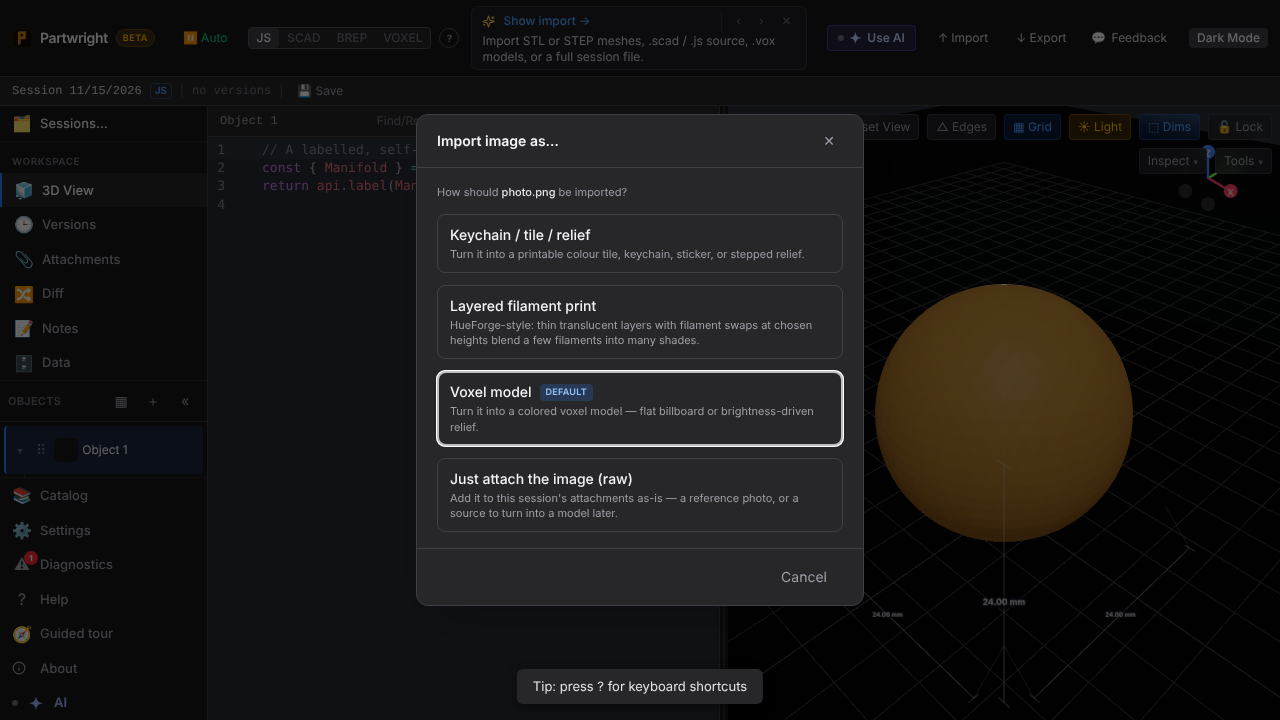 Partwright BETA
Auto
JS SCAD BREP VOXEL ?
Show import →
Import STL or STEP meshes, .scad / .js source, .vox
models, or a full session file.
Use AI
Import
Export
Feedback
Dark Mode
Session 11/15/2026 JS no versions Save
Sessions...
WORKSPACE
3D View
Versions
Attachments
Diff
Notes
Data
OBJECTS
Object 1
Catalog
Settings
Diagnostics 1
Help
Guided tour
About
AI
Object 1
1 // A labelled, self-
2 const { Manifold } =
3 return api.label(Man
4
Import image as...
How should photo.png be imported?
Keychain / tile / relief
Turn it into a printable colour tile, keychain, sticker, or stepped relief.
Layered filament print
HueForge-style: thin translucent layers with filament swaps at chosen
heights blend a few filaments into many shades.
Voxel model DEFAULT
Turn it into a colored voxel model — flat billboard or brightness-driven
relief.
Just attach the image (raw)
Add it to this session's attachments as-is — a reference photo, or a
source to turn into a model later.
Cancel
View Edges Grid Light Dims Lock
Inspect Tools
X
24.00 mm
24.00 mm
24.00 mm
Tip: press ? for keyboard shortcuts